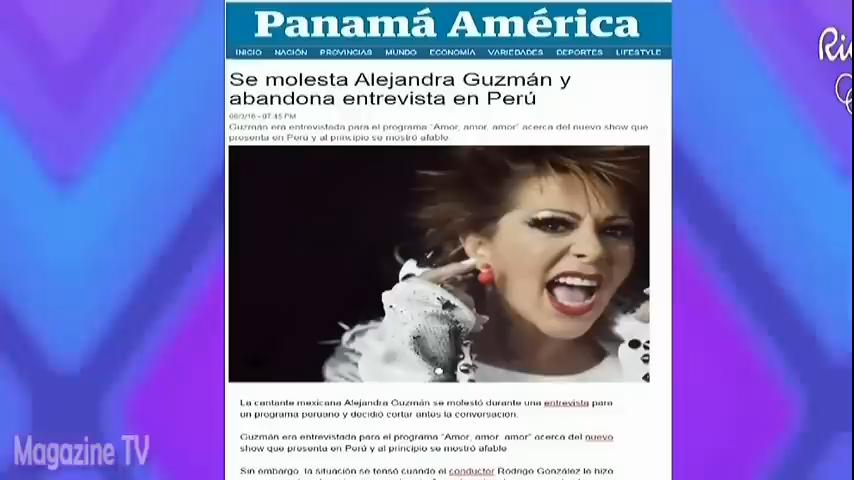 Panamá América
INICIO NACIÓN PROVINCIAS MUNDO ECONOMÍA VARIEDADES DEPORTES LIFESTYLE
Se molesta Alejandra Guzmán y
abandona entrevista en Perú
07:45 PM
Guzmán era entrevistada para el programa "Amor, amor, amor" acerca del nuevo show que
presenta en Perú y al principio se mostró afable
La cantante mexicana Alejandra Guzmán se molestó durante una entrevista para
un programa peruano y decidió cortar antes la conversación.
Guzmán era entrevistada para el programa "Amor, amor, amor" acerca del nuevo
show que presenta en Perú y al principio se mostró afable
Sin embargo, la situación se tensó cuando el conductor Rodrigo González le hizo
Magazine TV